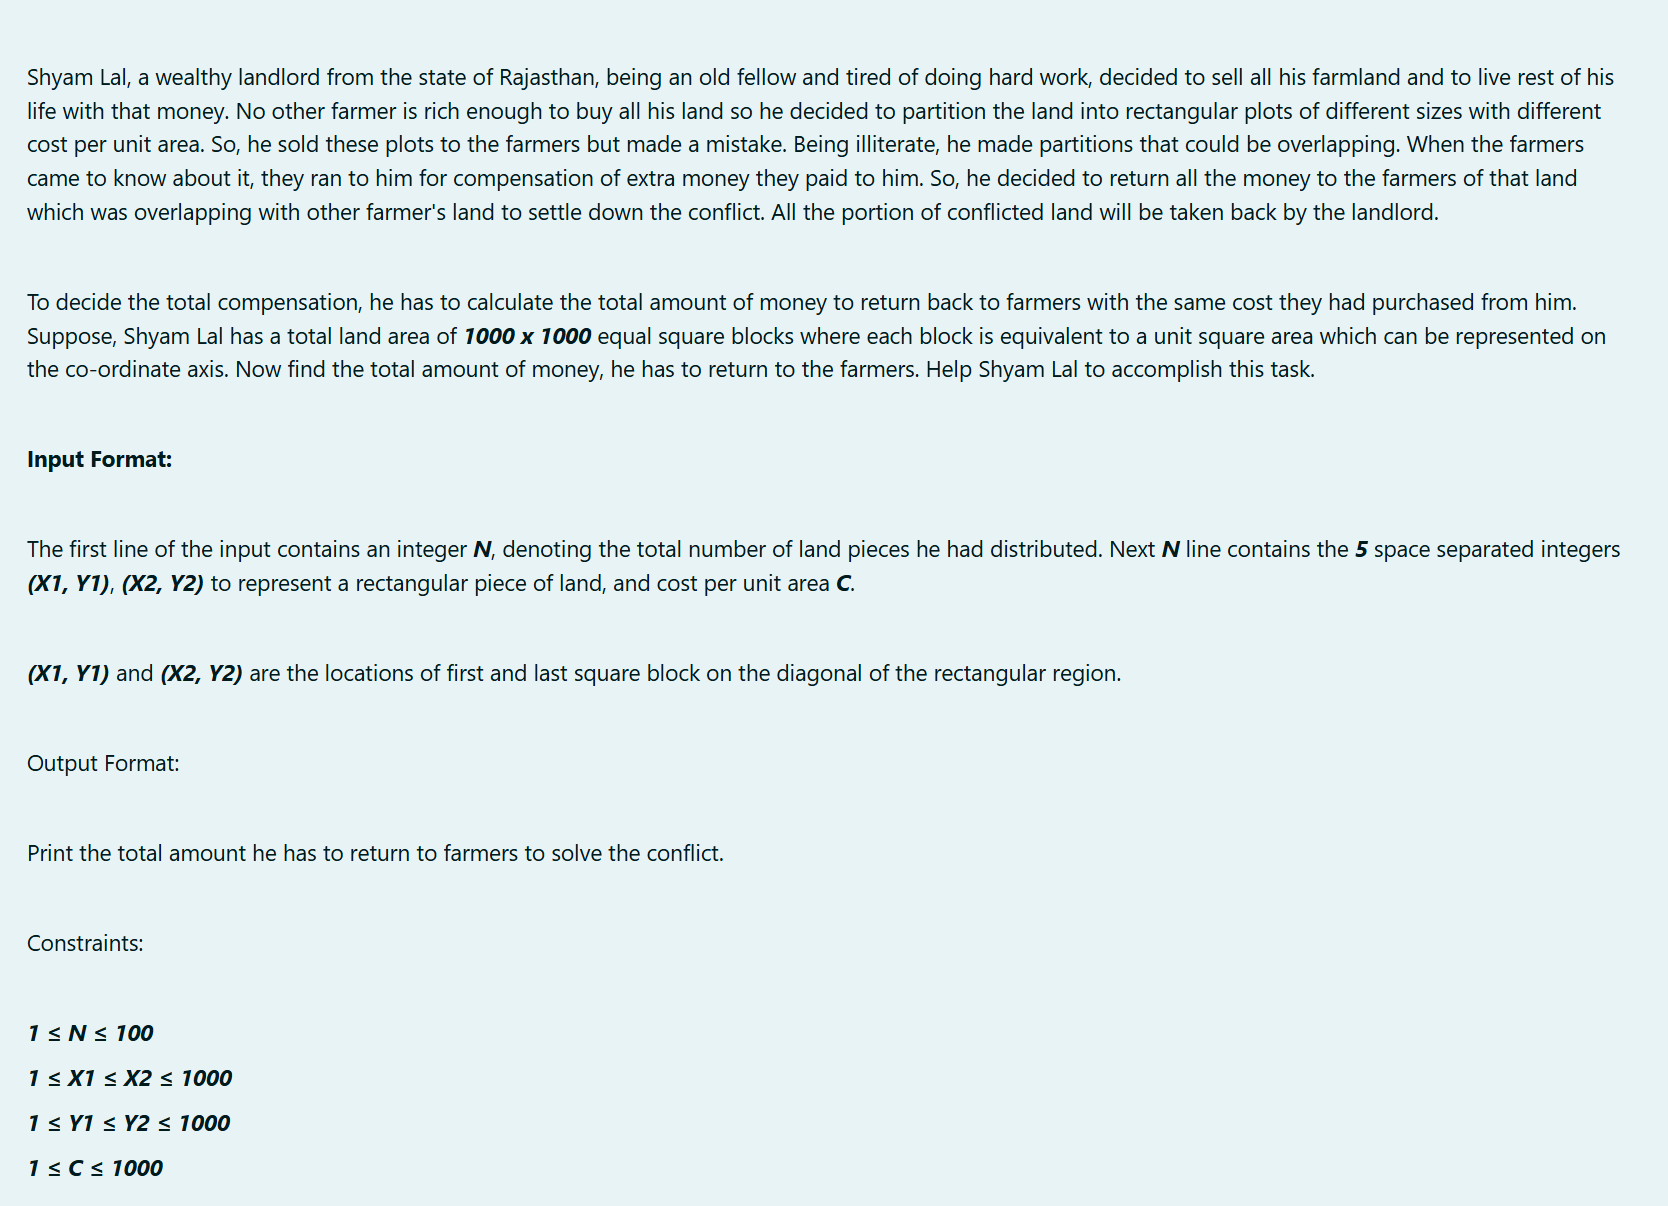 Shyam Lal, a wealthy landlord from the state of Rajasthan, being an old fellow and tired of doing hard work, decided to sell all his farmland and to live rest of his
life with that money. No other farmer is rich enough to buy all his land so he decided to partition the land into rectangular plots of different sizes with different
cost per unit area. So, he sold these plots to the farmers but made a mistake. Being illiterate, he made partitions that could be overlapping. When the farmers
came to know about it, they ran to him for compensation of extra money they paid to him. So, he decided to return all the money to the farmers of that land
which was overlapping with other farmer's land to settle down the conflict. All the portion of conflicted land will be taken back by the landlord.
To decide the total compensation, he has to calculate the total amount of money to return back to farmers with the same cost they had purchased from him.
Suppose, Shyam Lal has a total land area of 1000 x 1000 equal square blocks where each block is equivalent to a unit square area which can be represented on
the co-ordinate axis. Now find the total amount of money, he has to return to the farmers. Help Shyam Lal to accomplish this task.
Input Format:
The first line of the input contains an integer N, denoting the total number of land pieces he had distributed. Next N line contains the 5 space separated integers
(X1, Y1), (X2, Y2) to represent a rectangular piece of land, and cost per unit area C.
(X1, Y1) and (X2, Y2) are the locations of first and last square block on the diagonal of the rectangular region.
Output Format:
Print the total amount he has to return to farmers to solve the conflict.
Constraints:
1 ≤ N ≤ 100
1 ≤ X1 ≤ X2 ≤ 1000
1 ≤ Y1 ≤ Y2 ≤ 1000
1 ≤ C ≤ 1000